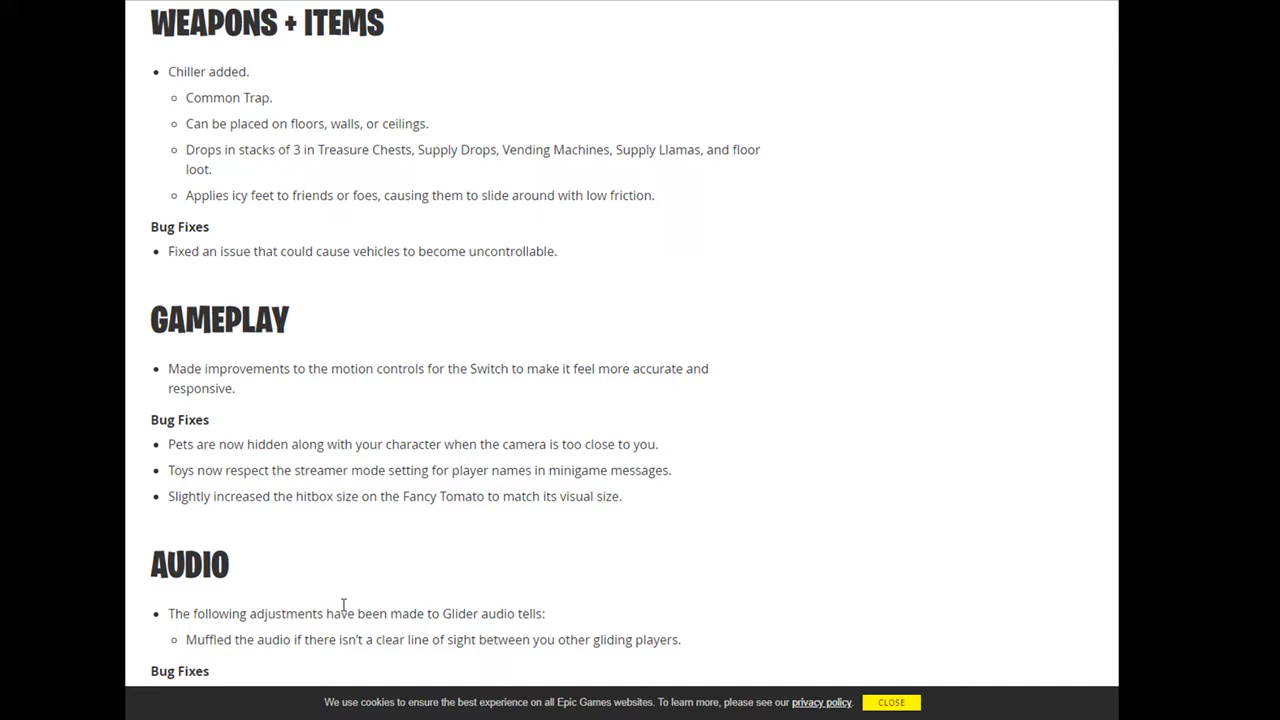 WEAPONS + ITEMS
Chiller added.
Common Trap.
Can be placed on floors, walls, or ceilings.
Drops in stacks of 3 in Treasure Chests, Supply Drops, Vending Machines, Supply Llamas, and floor
loot.
Applies icy feet to friends or foes, causing them to slide around with low friction.
Bug Fixes
Fixed an issue that could cause vehicles to become uncontrollable.
GAMEPLAY
Made improvements to the motion controls for the Switch to make it feel more accurate and
responsive.
Bug Fixes
Pets are now hidden along with your character when the camera is too close to you.
Toys now respect the streamer mode setting for player names in minigame messages.
Slightly increased the hitbox size on the Fancy Tomato to match its visual size.
AUDIO
The following adjustments have been made to Glider audio tells:
Muffled the audio if there isn’t a clear line of sight between you other gliding players.
Bug Fixes
We use cookies to ensure the best experience on all Epic Games websites. To learn more, please see our privacy policy. CLOSE